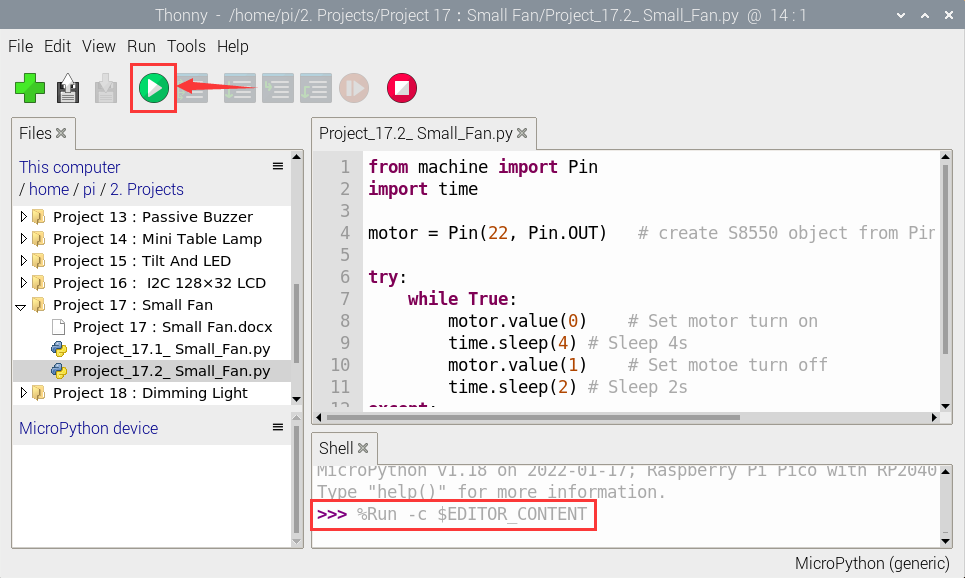 Thonny - /home/pi/2. Projects/Project 17 : Small Fan/Project_17.2_ Small_Fan.py @ 14 : 1
File Edit View Run Tools Help
Files
This computer
/ home / pi / 2. Projects
Project 13 : Passive Buzzer
Project 14 : Mini Table Lamp
Project 15 : Tilt And LED
Project 16 : I2C 128×32 LCD
Project 17 : Small Fan
Project 17 : Small Fan.docx
Project_17.1_ Small_Fan.py
Project_17.2_ Small_Fan.py
Project 18 : Dimming Light
MicroPython device
Project_17.2_ Small_Fan.py
1 from machine import Pin
2 import time
3
4 motor = Pin(22, Pin.OUT) # create S8550 object from Pin
5
6 try:
7 while True:
8 motor.value(0) # Set motor turn on
9 time.sleep(4) # Sleep 4s
10 motor.value(1) # Set motoe turn off
11 time.sleep(2) # Sleep 2s
12 except:
Shell
MicroPython v1.18 on 2022-01-17; Raspberry Pi Pico with RP2040
Type "help()" for more information.
>>> %Run -c $EDITOR_CONTENT
MicroPython (generic)